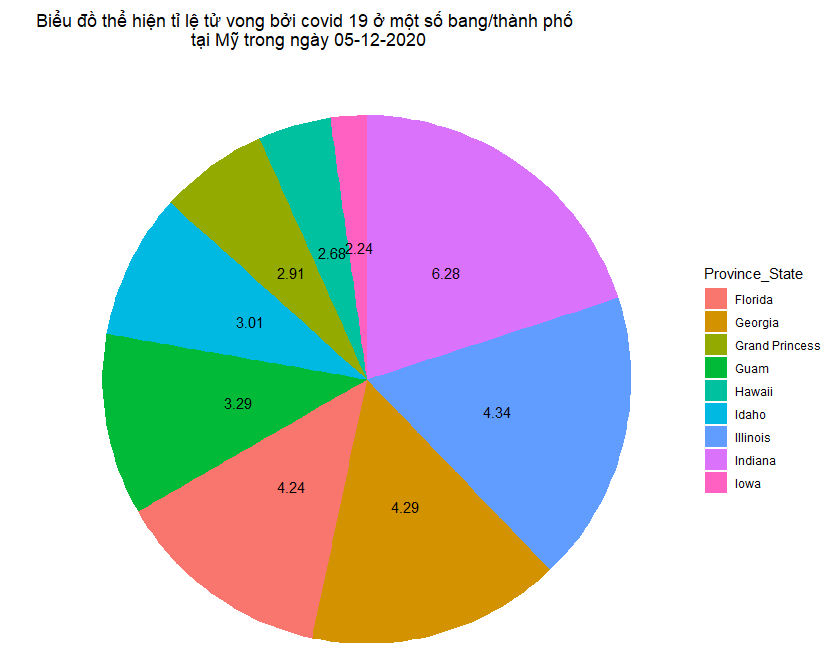 Biểu đồ thể hiện tỉ lệ tử vong bởi covid 19 ở một số bang/thành phố
tại Mỹ trong ngày 05-12-2020
2.68
2.24
2.91
6.28
3.01
3.29
4.34
4.24
4.29
Province_State
Florida
Georgia
Grand Princess
Guam
Hawaii
Idaho
Illinois
Indiana
Iowa